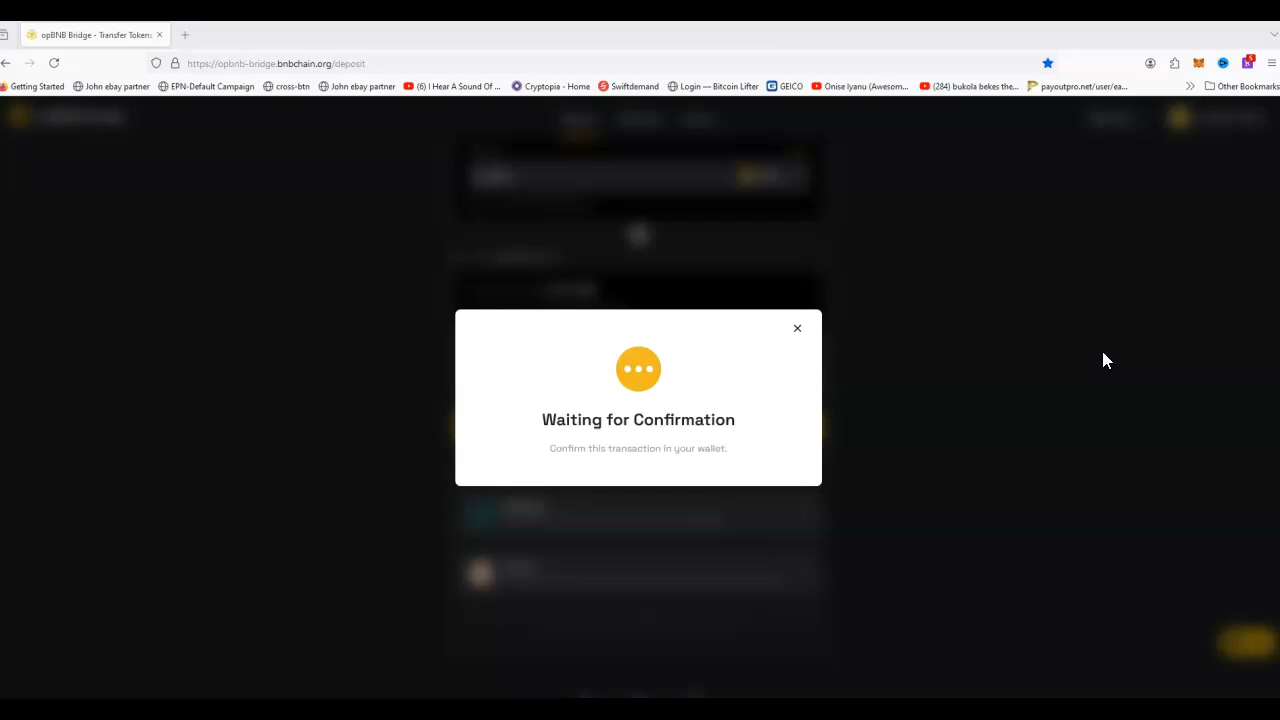 opBNB Bridge - Transfer Tokens
https://opbnb-bridge.bnbchain.org/deposit
Getting Started John ebay partner EPN-Default Campaign cross-btn John ebay partner (6) I Hear A Sound Of ... Cryptopia - Home Swiftdemand Login — Bitcoin Lifter GEICO Onise Iyanu (Awesom... (284) bukola bekes the... payoutpro.net/user/ea... Other Bookmarks
Waiting for Confirmation
Confirm this transaction in your wallet.